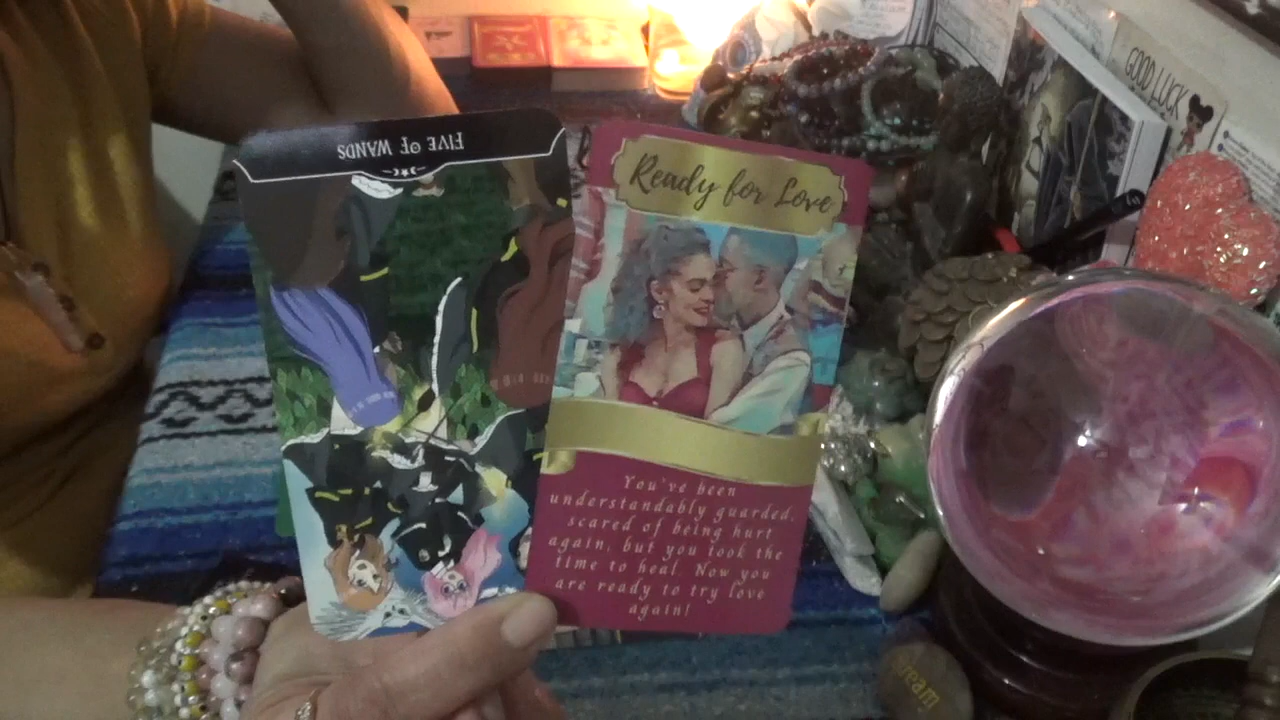 FIVE OF WANDS
Ready for Love
You've been
understandably guarded,
scared of being hurt
again, but you took the
time to heal. Now you
are ready to try love
again!
GOOD LUCK
Dream